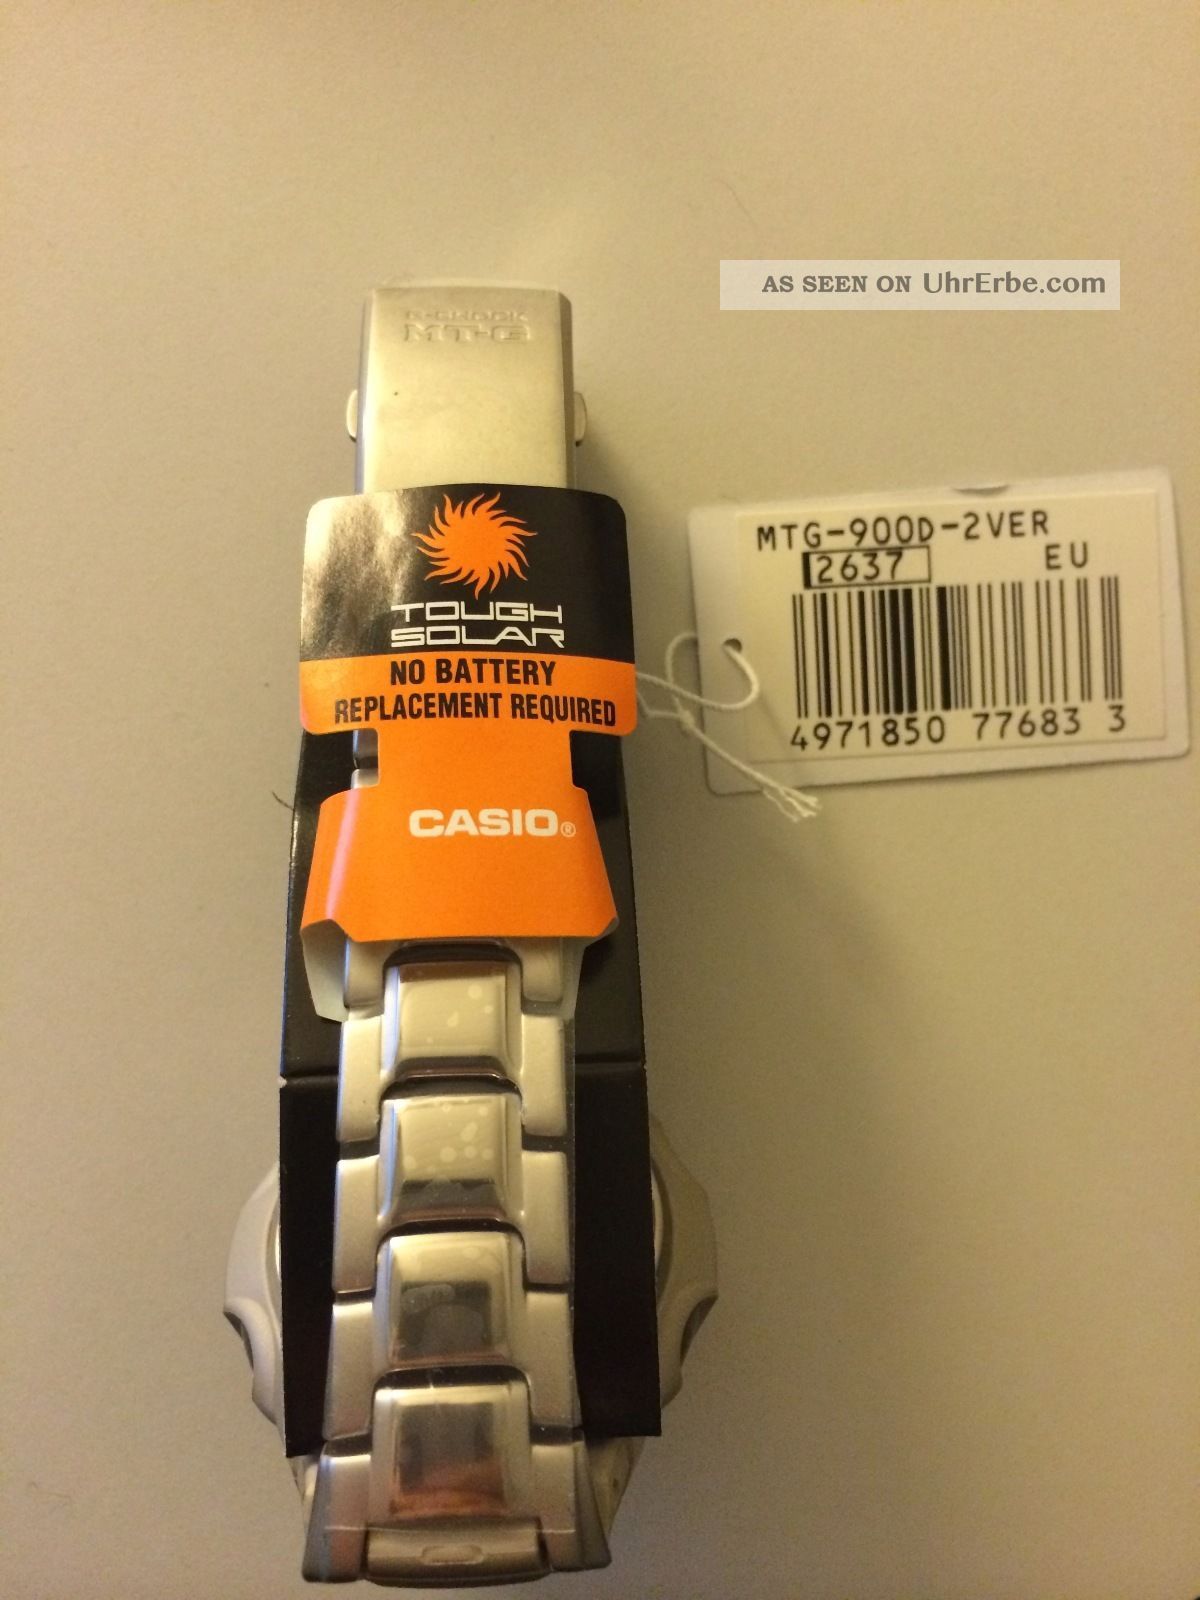 AS SEEN ON UhrErbe.com
G-SHOCK
MT-G
TOUGH
SOLAR
NO BATTERY
REPLACEMENT REQUIRED
CASIO®
MTG-900D-2VER
2637 EU
4971850 77683 3